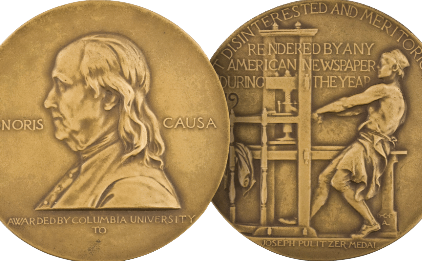 NORIS CAUSA
AWARDED BY COLUMBIA UNIVERSITY
TO
T DISINTERESTED AND MERITORIO
RENDERED BY ANY
AMERICAN NEWSPAPER
DURING THE YEAR
JOSEPH PULITZER MEDAL